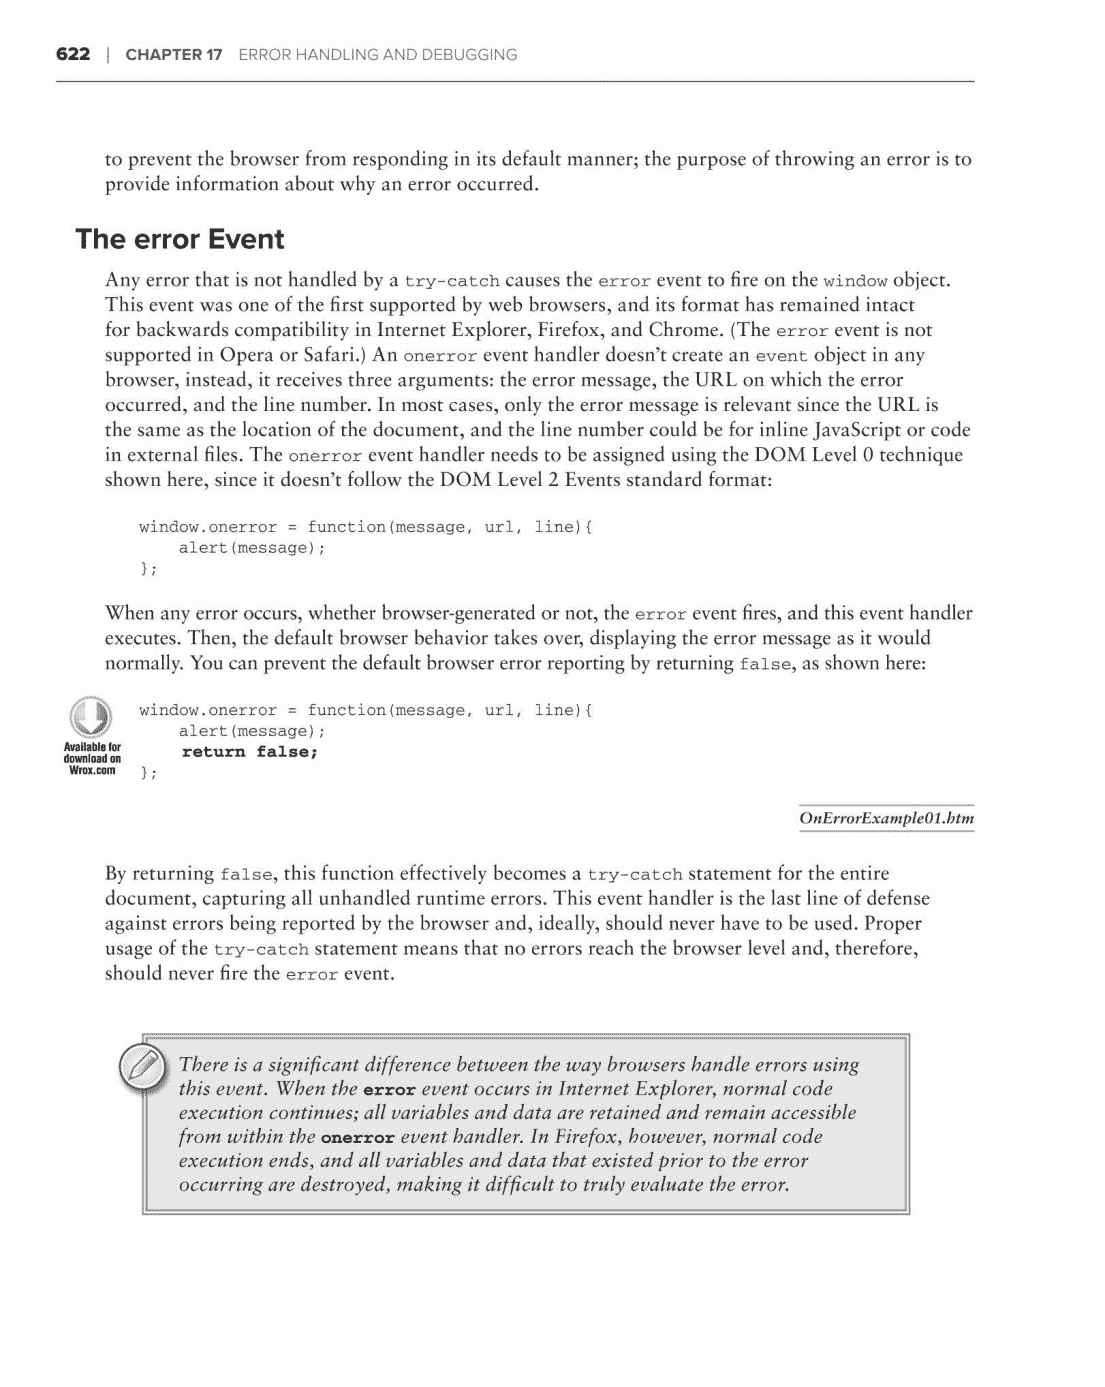 622 | CHAPTER 17 ERROR HANDLING AND DEBUGGING
to prevent the browser from responding in its default manner; the purpose of throwing an error is to
provide information about why an error occurred.
The error Event
Any error that is not handled by a try-catch causes the error event to fire on the window object.
This event was one of the first supported by web browsers, and its format has remained intact
for backwards compatibility in Internet Explorer, Firefox, and Chrome. (The error event is not
supported in Opera or Safari.) An onerror event handler doesn't create an event object in any
browser, instead, it receives three arguments: the error message, the URL on which the error
occurred, and the line number. In most cases, only the error message is relevant since the URL is
the same as the location of the document, and the line number could be for inline JavaScript or code
in external files. The onerror event handler needs to be assigned using the DOM Level 0 technique
shown here, since it doesn't follow the DOM Level 2 Events standard format:
window.onerror = function(message, url, line){
    alert(message);
};
When any error occurs, whether browser-generated or not, the error event fires, and this event handler
executes. Then, the default browser behavior takes over, displaying the error message as it would
normally. You can prevent the default browser error reporting by returning false, as shown here:
Available for
download on
Wrox.com
window.onerror = function(message, url, line){
    alert(message);
    return false;
};
OnErrorExample01.htm
By returning false, this function effectively becomes a try-catch statement for the entire
document, capturing all unhandled runtime errors. This event handler is the last line of defense
against errors being reported by the browser and, ideally, should never have to be used. Proper
usage of the try-catch statement means that no errors reach the browser level and, therefore,
should never fire the error event.
There is a significant difference between the way browsers handle errors using
this event. When the error event occurs in Internet Explorer, normal code
execution continues; all variables and data are retained and remain accessible
from within the onerror event handler. In Firefox, however, normal code
execution ends, and all variables and data that existed prior to the error
occurring are destroyed, making it difficult to truly evaluate the error.